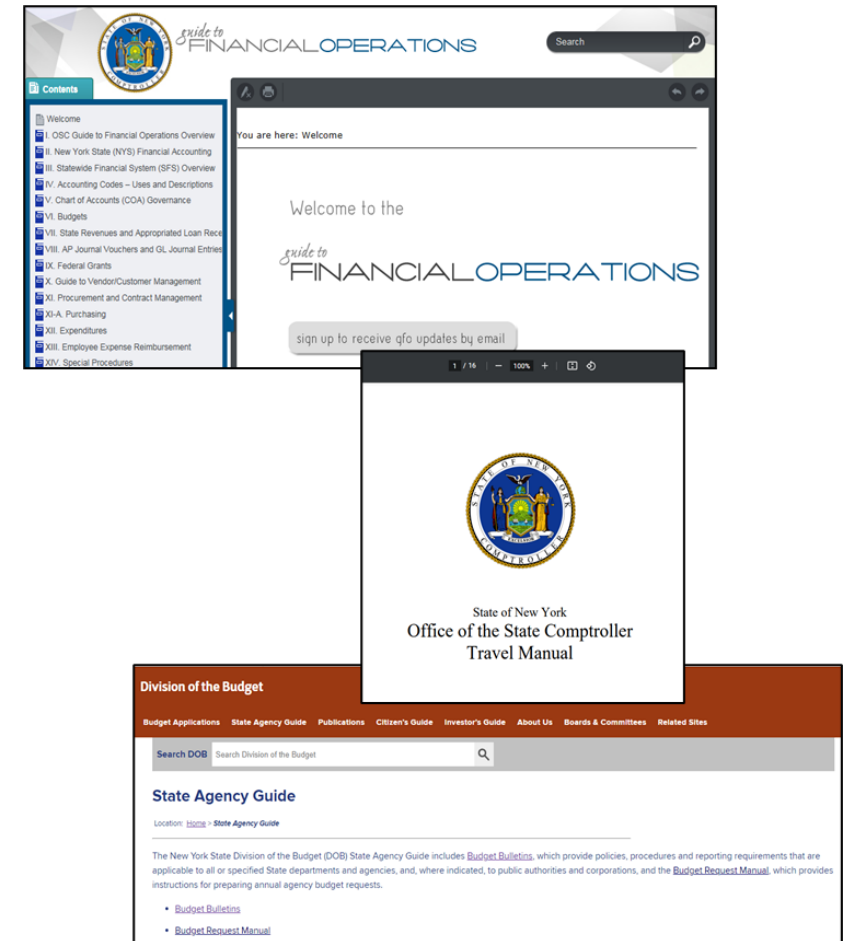 guide to
FINANCIALOPERATIONS
Search
STATE OF NEW YORK
COMPTROLLER
Contents
Welcome
I. OSC Guide to Financial Operations Overview
II. New York State (NYS) Financial Accounting
III. Statewide Financial System (SFS) Overview
IV. Accounting Codes – Uses and Descriptions
V. Chart of Accounts (COA) Governance
VI. Budgets
VII. State Revenues and Appropriated Loan Rece
VIII. AP Journal Vouchers and GL Journal Entries
IX. Federal Grants
X. Guide to Vendor/Customer Management
XI. Procurement and Contract Management
XI-A. Purchasing
XII. Expenditures
XIII. Employee Expense Reimbursement
XIV. Special Procedures
You are here: Welcome
Welcome to the
guide to
FINANCIALOPERATIONS
sign up to receive gfo updates by email
1 / 16 | — 100% + |
STATE OF NEW YORK
EXCELSIOR
COMPTROLLER
State of New York
Office of the State Comptroller
Travel Manual
Division of the Budget
Budget Applications State Agency Guide Publications Citizen's Guide Investor's Guide About Us Boards & Committees Related Sites
Search DOB Search Division of the Budget
State Agency Guide
Location: Home > State Agency Guide
The New York State Division of the Budget (DOB) State Agency Guide includes Budget Bulletins, which provide policies, procedures and reporting requirements that are
applicable to all or specified State departments and agencies, and, where indicated, to public authorities and corporations, and the Budget Request Manual, which provides
instructions for preparing annual agency budget requests.
• Budget Bulletins
• Budget Request Manual